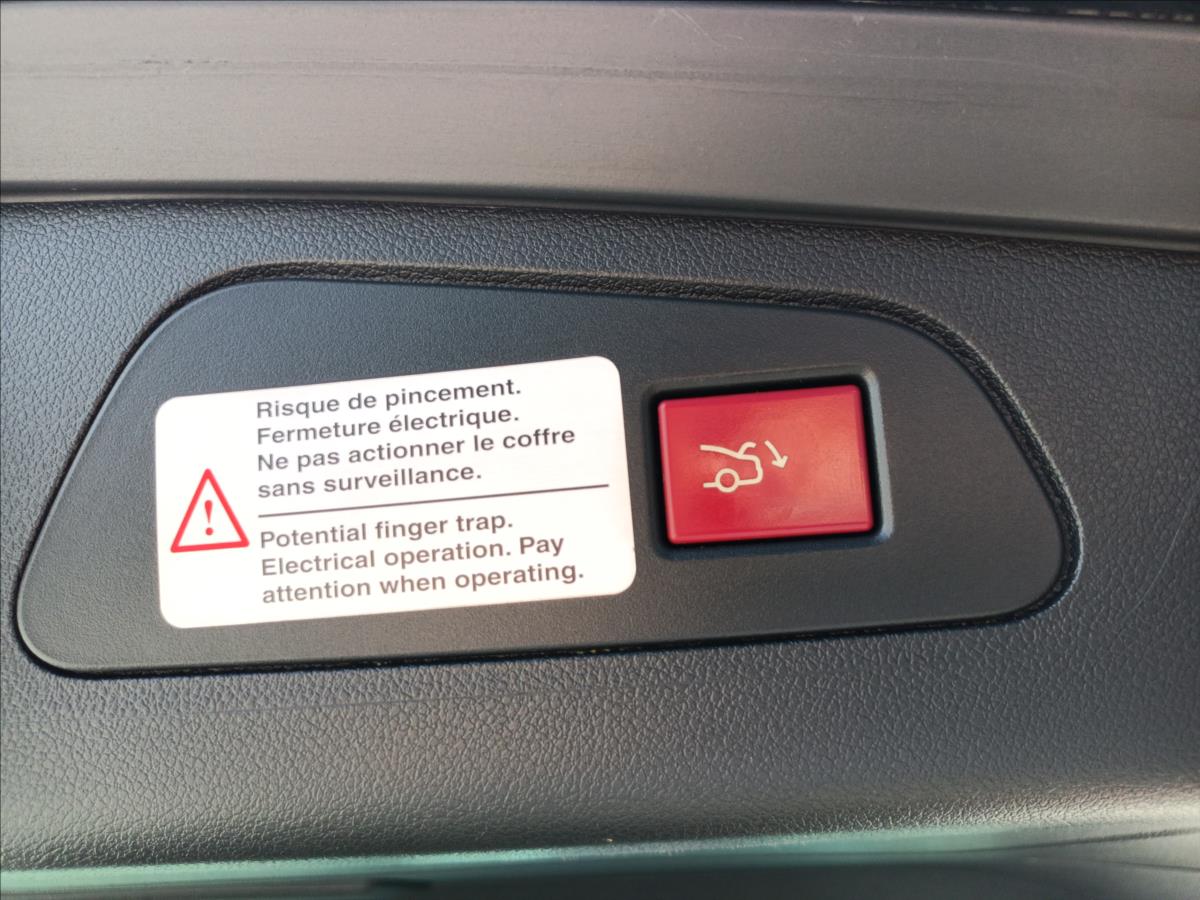 Risque de pincement.
Fermeture électrique.
Ne pas actionner le coffre
sans surveillance.
Potential finger trap.
Electrical operation. Pay
attention when operating.